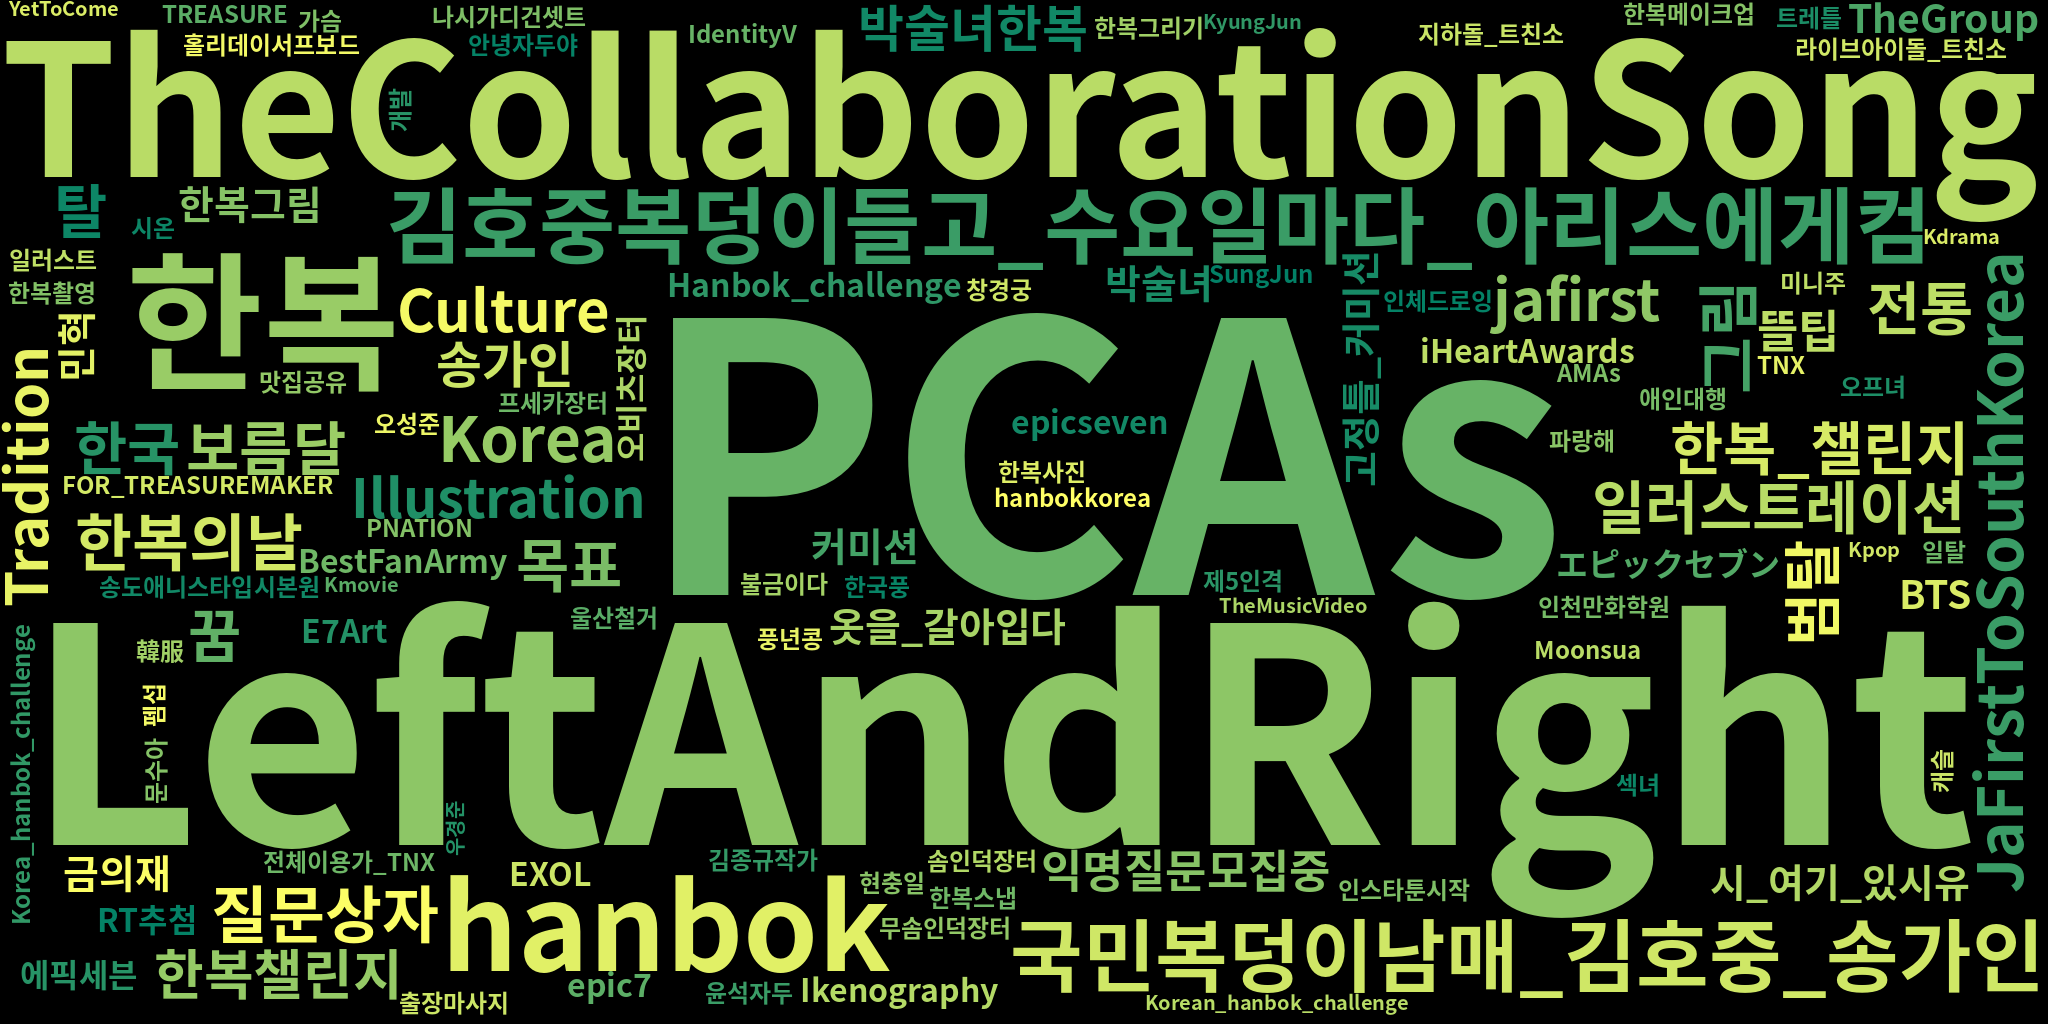 YetToCome
TREASURE
가슴
나시가디건셋트
홀리데이서프보드
안녕자두야
IdentityV
박술녀한복
한복그리기
KyungJun
지하돌_트친소
한복메이크업
트레틀
TheGroup
라이브아이돌_트친소
TheCollaborationSong
개발
탈
시온
한복그림
김호중복덩이들고_수요일마다_아리스에게컴
Kdrama
일러스트
한복촬영
한복
민혁
Tradition
Culture
송가인
맛집공유
오비츠장터
프세카장터
오성준
Hanbok_challenge
창경궁
박술녀
SungJun
고정틀_커미션
인체드로잉
jafirst
iHeartAwards
AMAs
그림
미니주
뜰팁
TNX
전통
애인대행
오프녀
JaFirstToSouthKorea
PCAs
epicseven
한복사진
hanbokkorea
한국
보름달
Korea
FOR_TREASUREMAKER
Illustration
파랑해
한복_챌린지
일러스트레이션
한복의날
PNATION
BestFanArmy
목표
커미션
불금이다
한국풍
제5인격
エピックセブン
범탈
Kpop
일탈
BTS
송도애니스타입시본원
Kmovie
꿈
韓服
E7Art
울산철거
풍년콩
옷을_갈아입다
TheMusicVideo
인천만화학원
Moonsua
Korea_hanbok_challenge
LeftAndRight
펨섭
문수아
우경준
섹녀
캐슬
금의재
전체이용가_TNX
EXOL
김종규작가
솜인덕장터
익명질문모집중
현충일
한복스냅
인스타툰시작
시_여기_있시유
RT추첨
질문상자
hanbok
무솜인덕장터
국민복덩이남매_김호중_송가인
에픽세븐
한복챌린지
출장마사지
epic7
윤석자두
Ikenography
Korean_hanbok_challenge